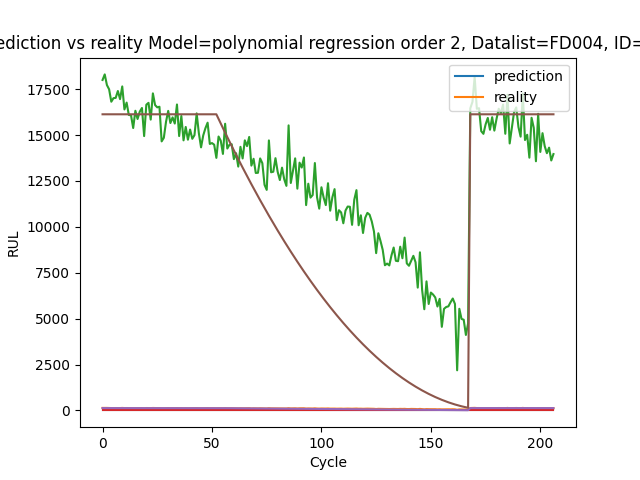 ediction vs reality Model=polynomial regression order 2, Datalist=FD004, ID=
prediction
reality
17500
15000
12500
10000
7500
5000
2500
0
RUL
0 50 100 150 200
Cycle